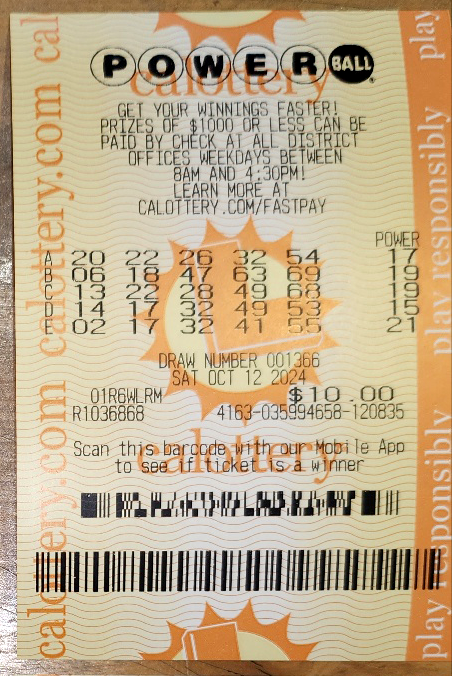 POWER BALL
calottery
GET YOUR WINNINGS FASTER!
PRIZES OF $1000 OR LESS CAN BE
PAID BY CHECK AT ALL DISTRICT
OFFICES WEEKDAYS BETWEEN
8AM AND 4:30PM!
LEARN MORE AT
CALOTTERY.COM/FASTPAY
POWER
A 20 22 26 32 54 17
B 06 18 47 63 69 19
C 13 22 28 49 68 19
D 14 17 32 49 53 15
E 02 17 32 41 55 21
DRAW NUMBER 001366
SAT OCT 12 2024
01R6WLRM $10.00
R1036868 4163-035994658-120835
Scan this barcode with our Mobile App
to see if ticket is a winner
calottery
calottery.com calottery.com cal
play responsibly play responsibly play